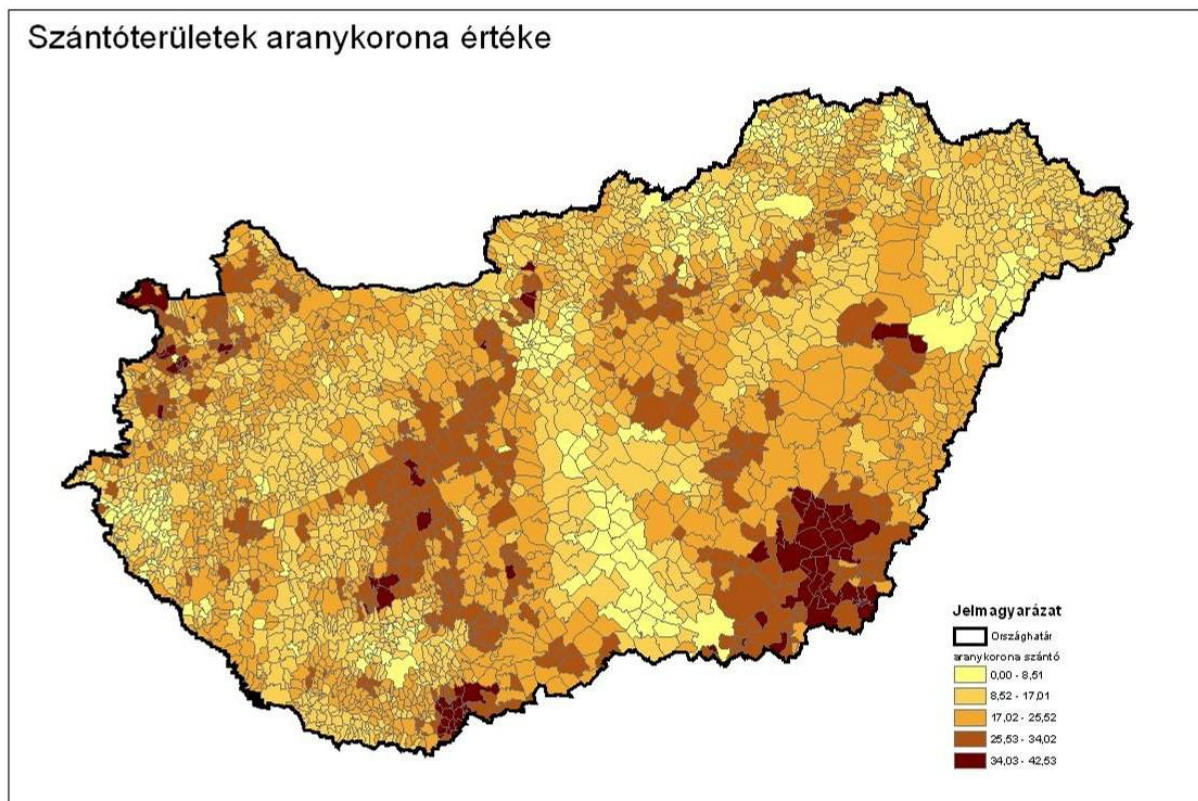 Szántóterületek aranykorona értéke
Jelmagyarázat
Országhatár
aranykorona szántó
0,00 - 8,51
8,52 - 17,01
17,02 - 25,52
25,53 - 34,02
34,03 - 42,53